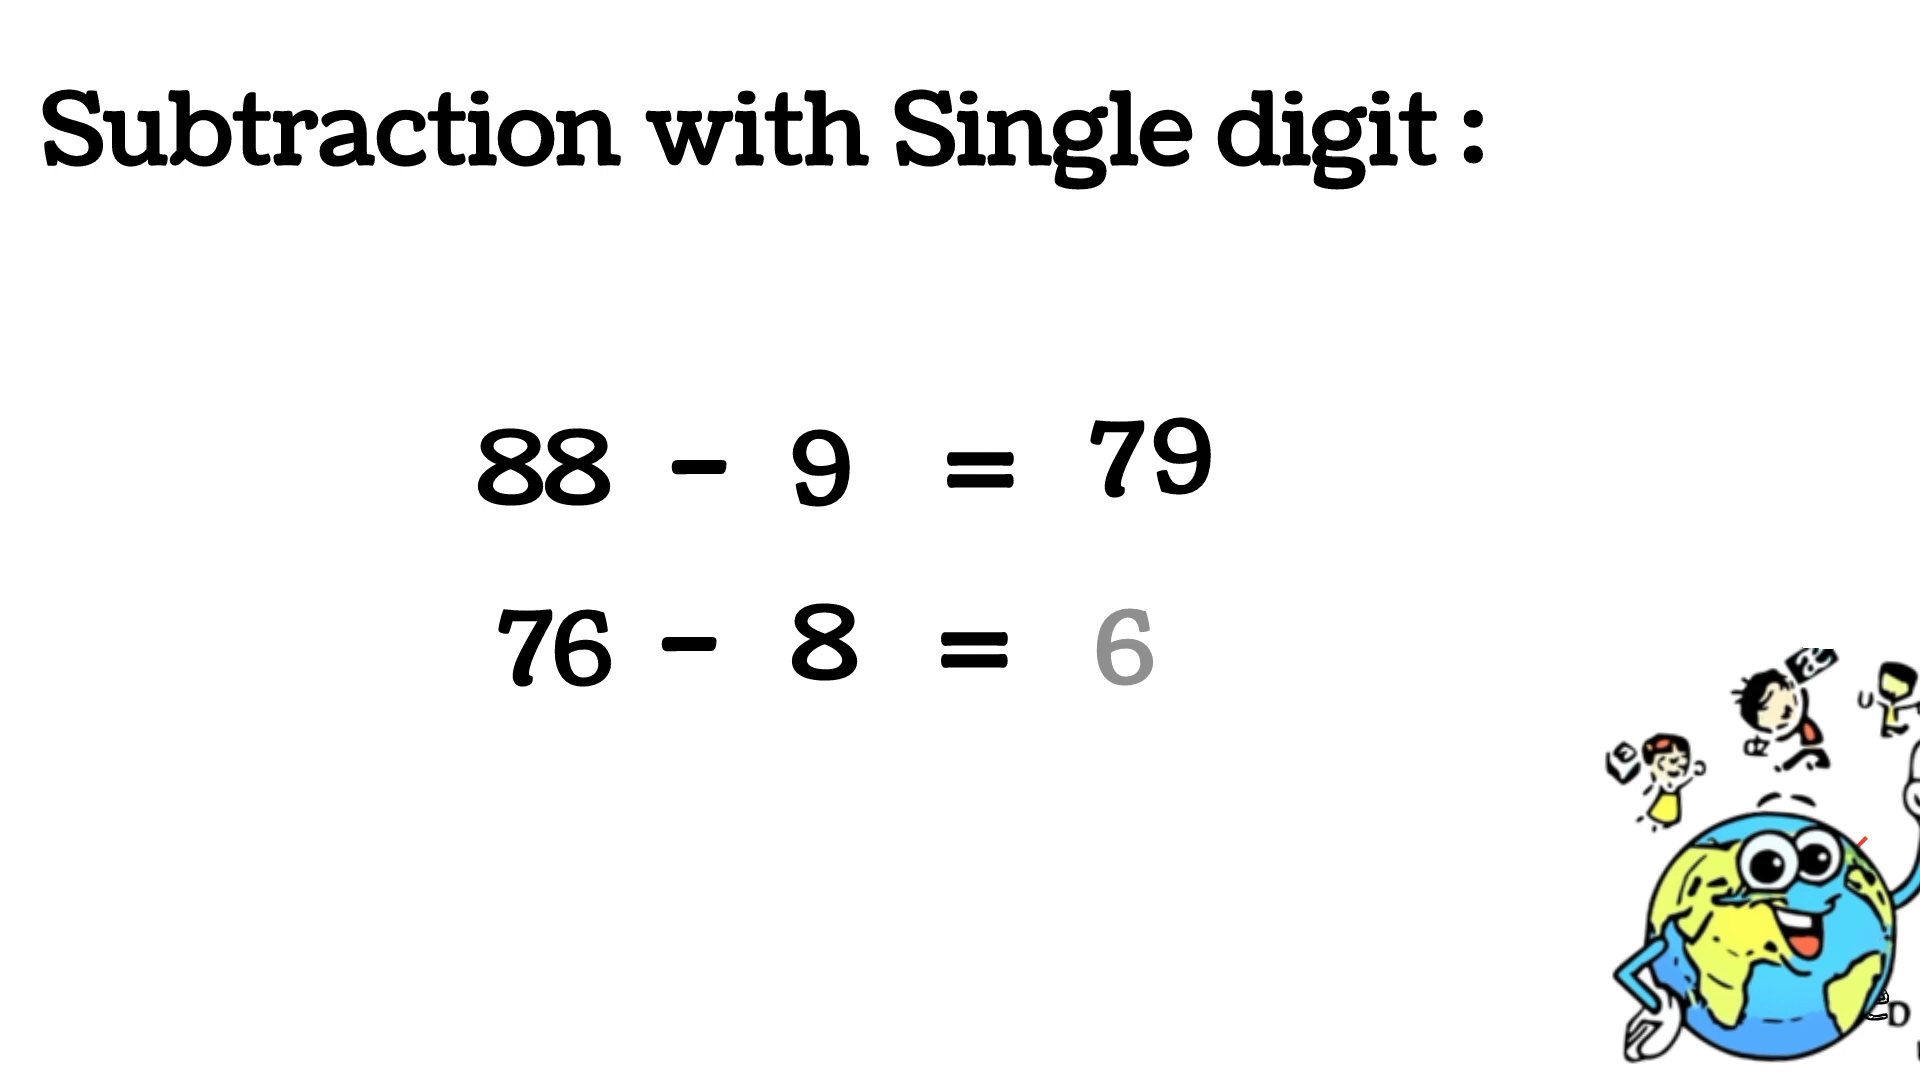 Subtraction with Single digit :
88 - 9 = 79
76 - 8 = 6